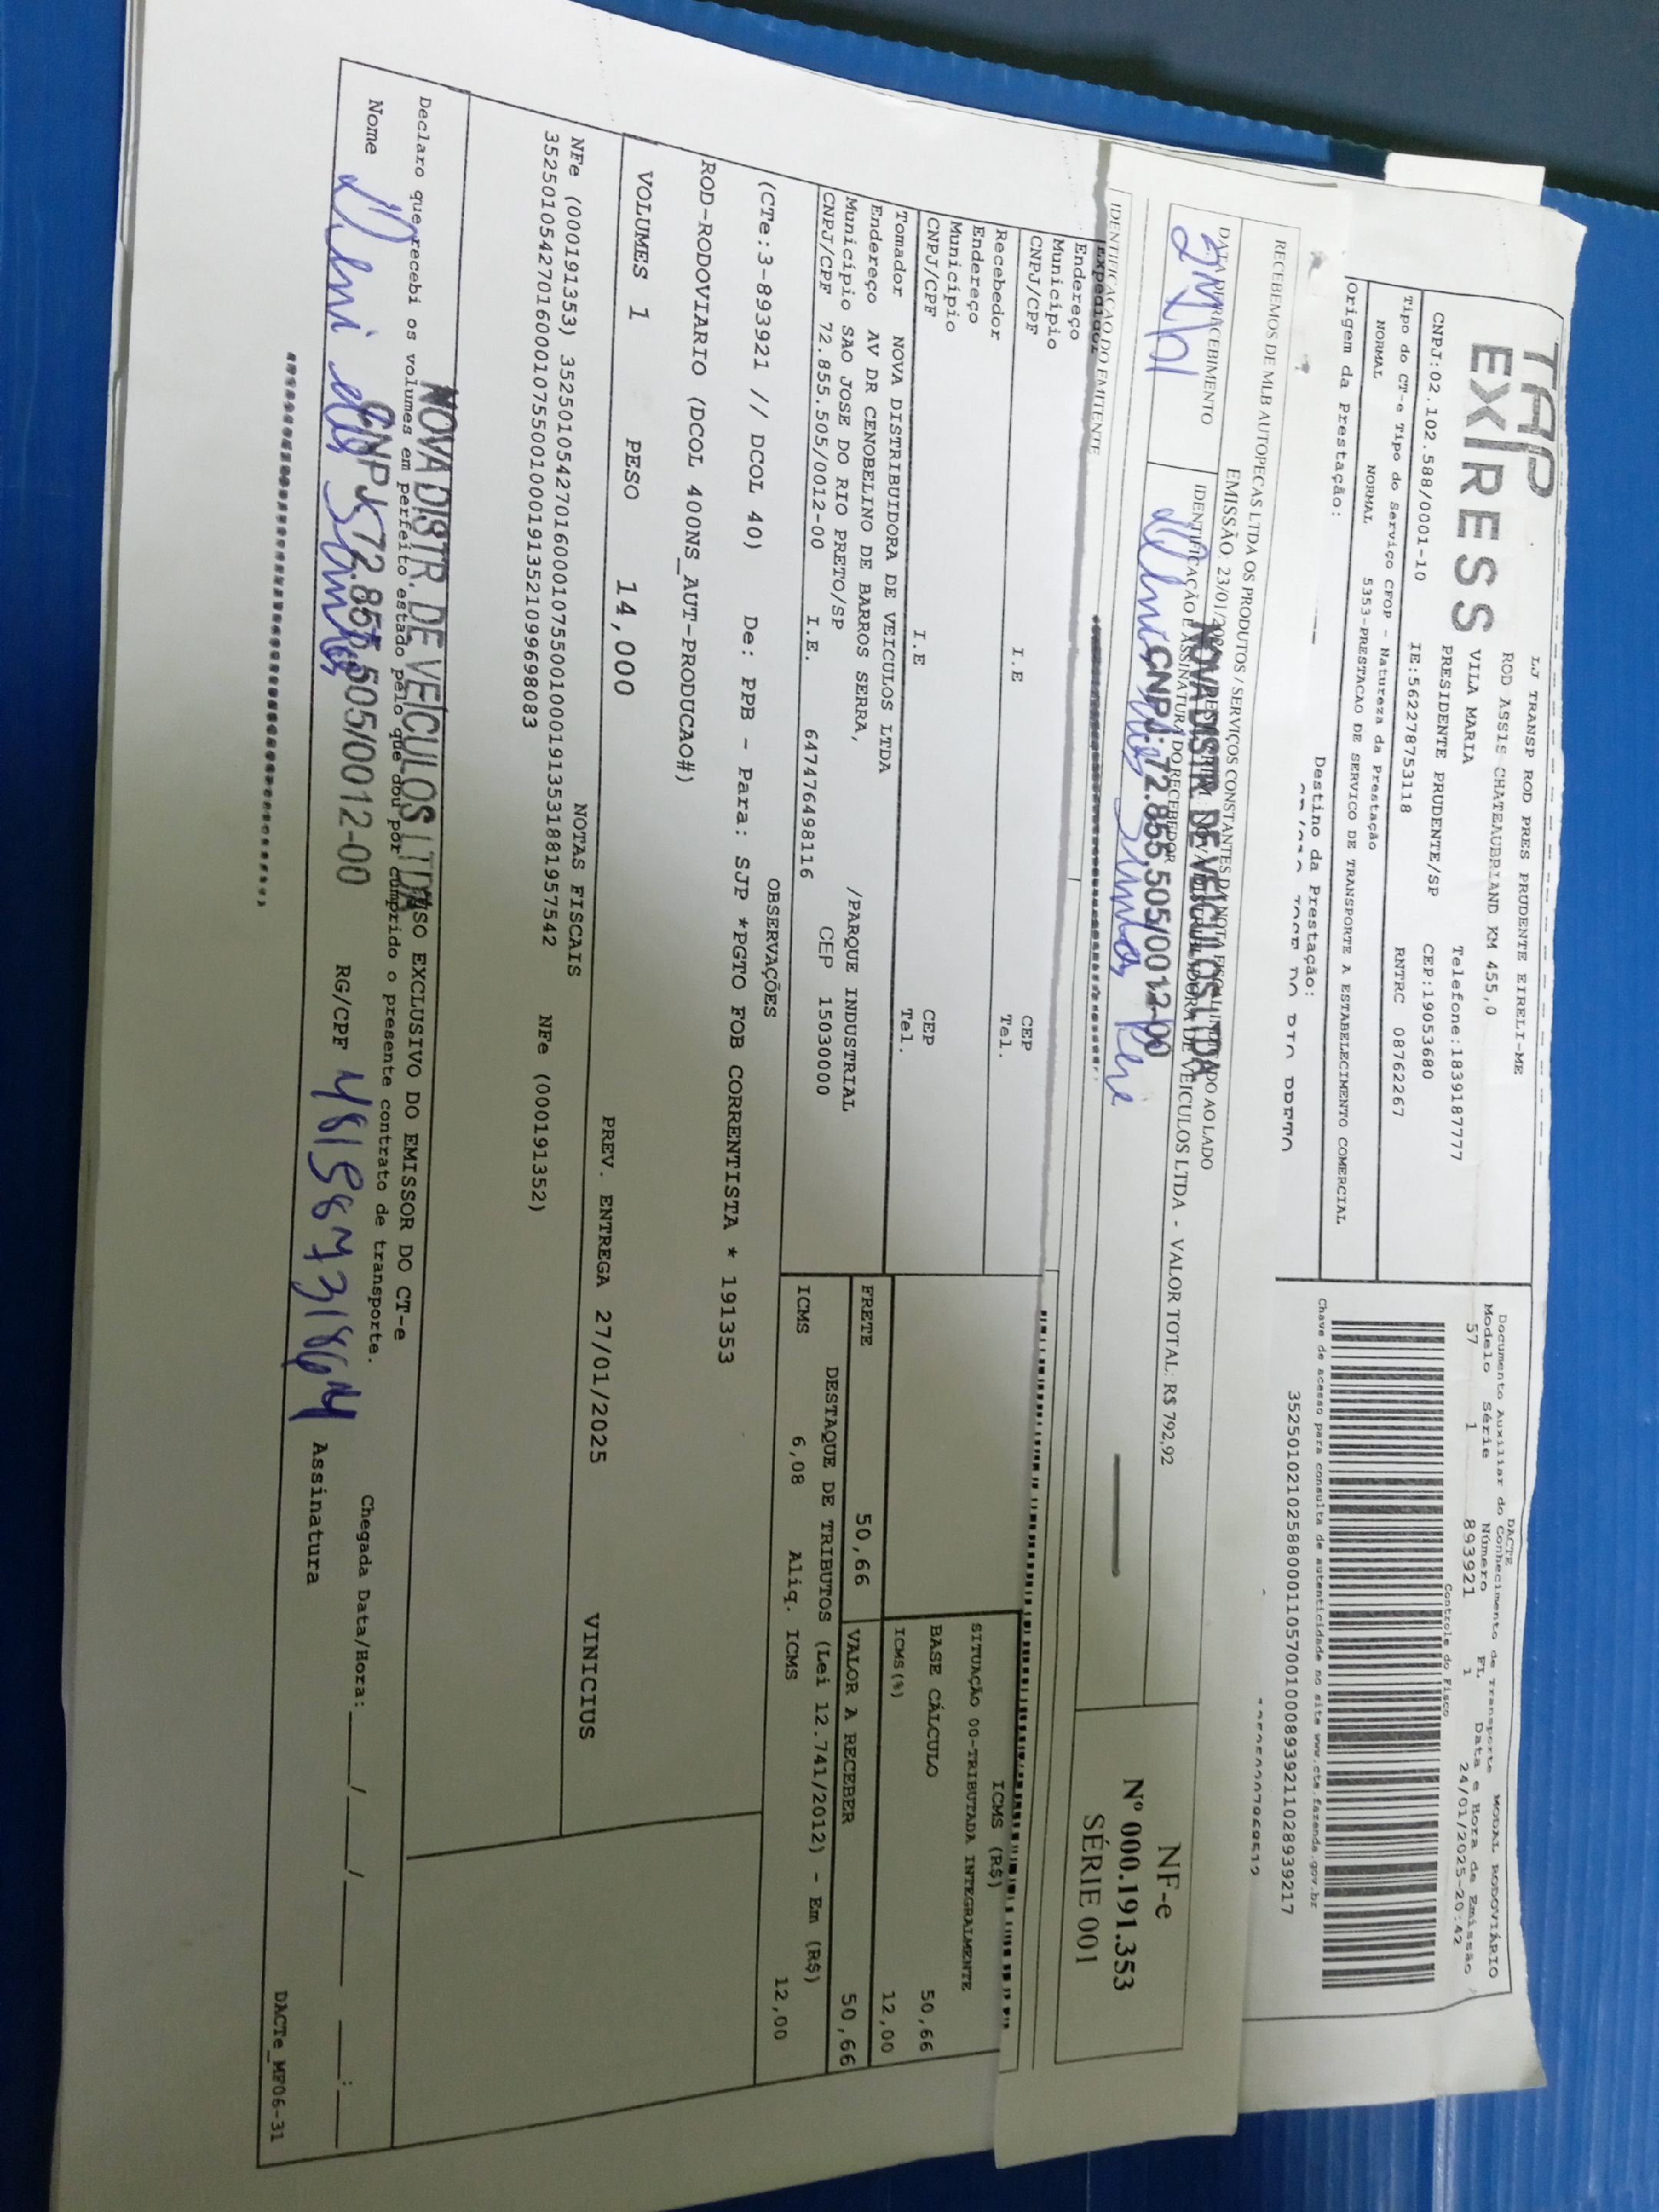 TAP
EXPRESS
LJ TRANSP ROD PRES PRUDENTE EIRELI-ME
ROD ASSIS CHATEAUBRIAND KM 455,0
VILA MARIA Telefone:1839187777
PRESIDENTE PRUDENTE/SP CEP:19053680
CNPJ:02.102.588/0001-10 IE:562278753118 RNTRC 08762267
Tipo do CT-e Tipo do Serviço CFOP - Natureza da Prestação
NORMAL NORMAL 5353-PRESTACAO DE SERVICO DE TRANSPORTE A ESTABELECIMENTO COMERCIAL
Origem da Prestação: Destino da Prestação:
DACTE
Documento Auxiliar do Conhecimento de Transporte MODAL RODOVIÁRIO
Modelo Série Número FL Data e Hora de Emissão
57 1 893921 1 24/01/2025-20:42
Controle do Fisco
Chave de acesso para consulta de autenticidade no site www.cte.fazenda.gov.br
35250102102588000110570010008939211028939217
RECEBEMOS DE MLB AUTOPECAS LTDA OS PRODUTOS / SERVIÇOS CONSTANTES DA NOTA FISCAL INDICADO AO LADO
EMISSÃO: 23/01/2025 DEST./REM.: NOVA DISTRIBUIDORA DE VEICULOS LTDA - VALOR TOTAL: R$ 792,92
DATA DE RECEBIMENTO
IDENTIFICAÇÃO E ASSINATURA DO RECEBEDOR
NOVA DISTR. DE VEICULOS LTDA
CNPJ: 72.855.505/0012-00
NF-e
Nº 000.191.353
SÉRIE 001
IDENTIFICAÇÃO DO EMITENTE
Expedidor
Endereço
Município
CNPJ/CPF I.E CEP
Tel.
Recebedor
Endereço
Município
CNPJ/CPF I.E CEP
Tel.
Tomador NOVA DISTRIBUIDORA DE VEICULOS LTDA
Endereço AV DR CENOBELINO DE BARROS SERRA, /PARQUE INDUSTRIAL
Município SAO JOSE DO RIO PRETO/SP CEP 15030000
CNPJ/CPF 72.855.505/0012-00 I.E. 647476498116
ICMS (R$)
SITUAÇÃO 00-TRIBUTADA INTEGRALMENTE
BASE CÁLCULO 50,66
ICMS(%) 12,00
FRETE 50,66 VALOR A RECEBER 50,66
DESTAQUE DE TRIBUTOS (Lei 12.741/2012) - Em (R$)
ICMS 6,08 Aliq. ICMS 12,00
OBSERVAÇÕES
(CTe:3-893921 // DCOL 40) De: PPB - Para: SJP *PGTO FOB CORRENTISTA * 191353
ROD-RODOVIARIO (DCOL 400NS_AUT-PRODUCAO#)
VOLUMES 1 PESO 14,000 PREV. ENTREGA 27/01/2025 VINICIUS
NOTAS FISCAIS
NFe (000191353) 35250105427016000107550010001913531881957542 NFe (000191352)
35250105427016000107550010001913521099698083
NOVA DISTR. DE VEICULOS LTDA
CNPJ: 72.855.505/0012-00
USO EXCLUSIVO DO EMISSOR DO CT-e
Declaro que recebi os volumes em perfeito estado pelo que dou por cumprido o presente contrato de transporte.
Chegada Data/Hora: ___/___/_____ ___:___
Nome RG/CPF Assinatura
DACTe_MF06-31